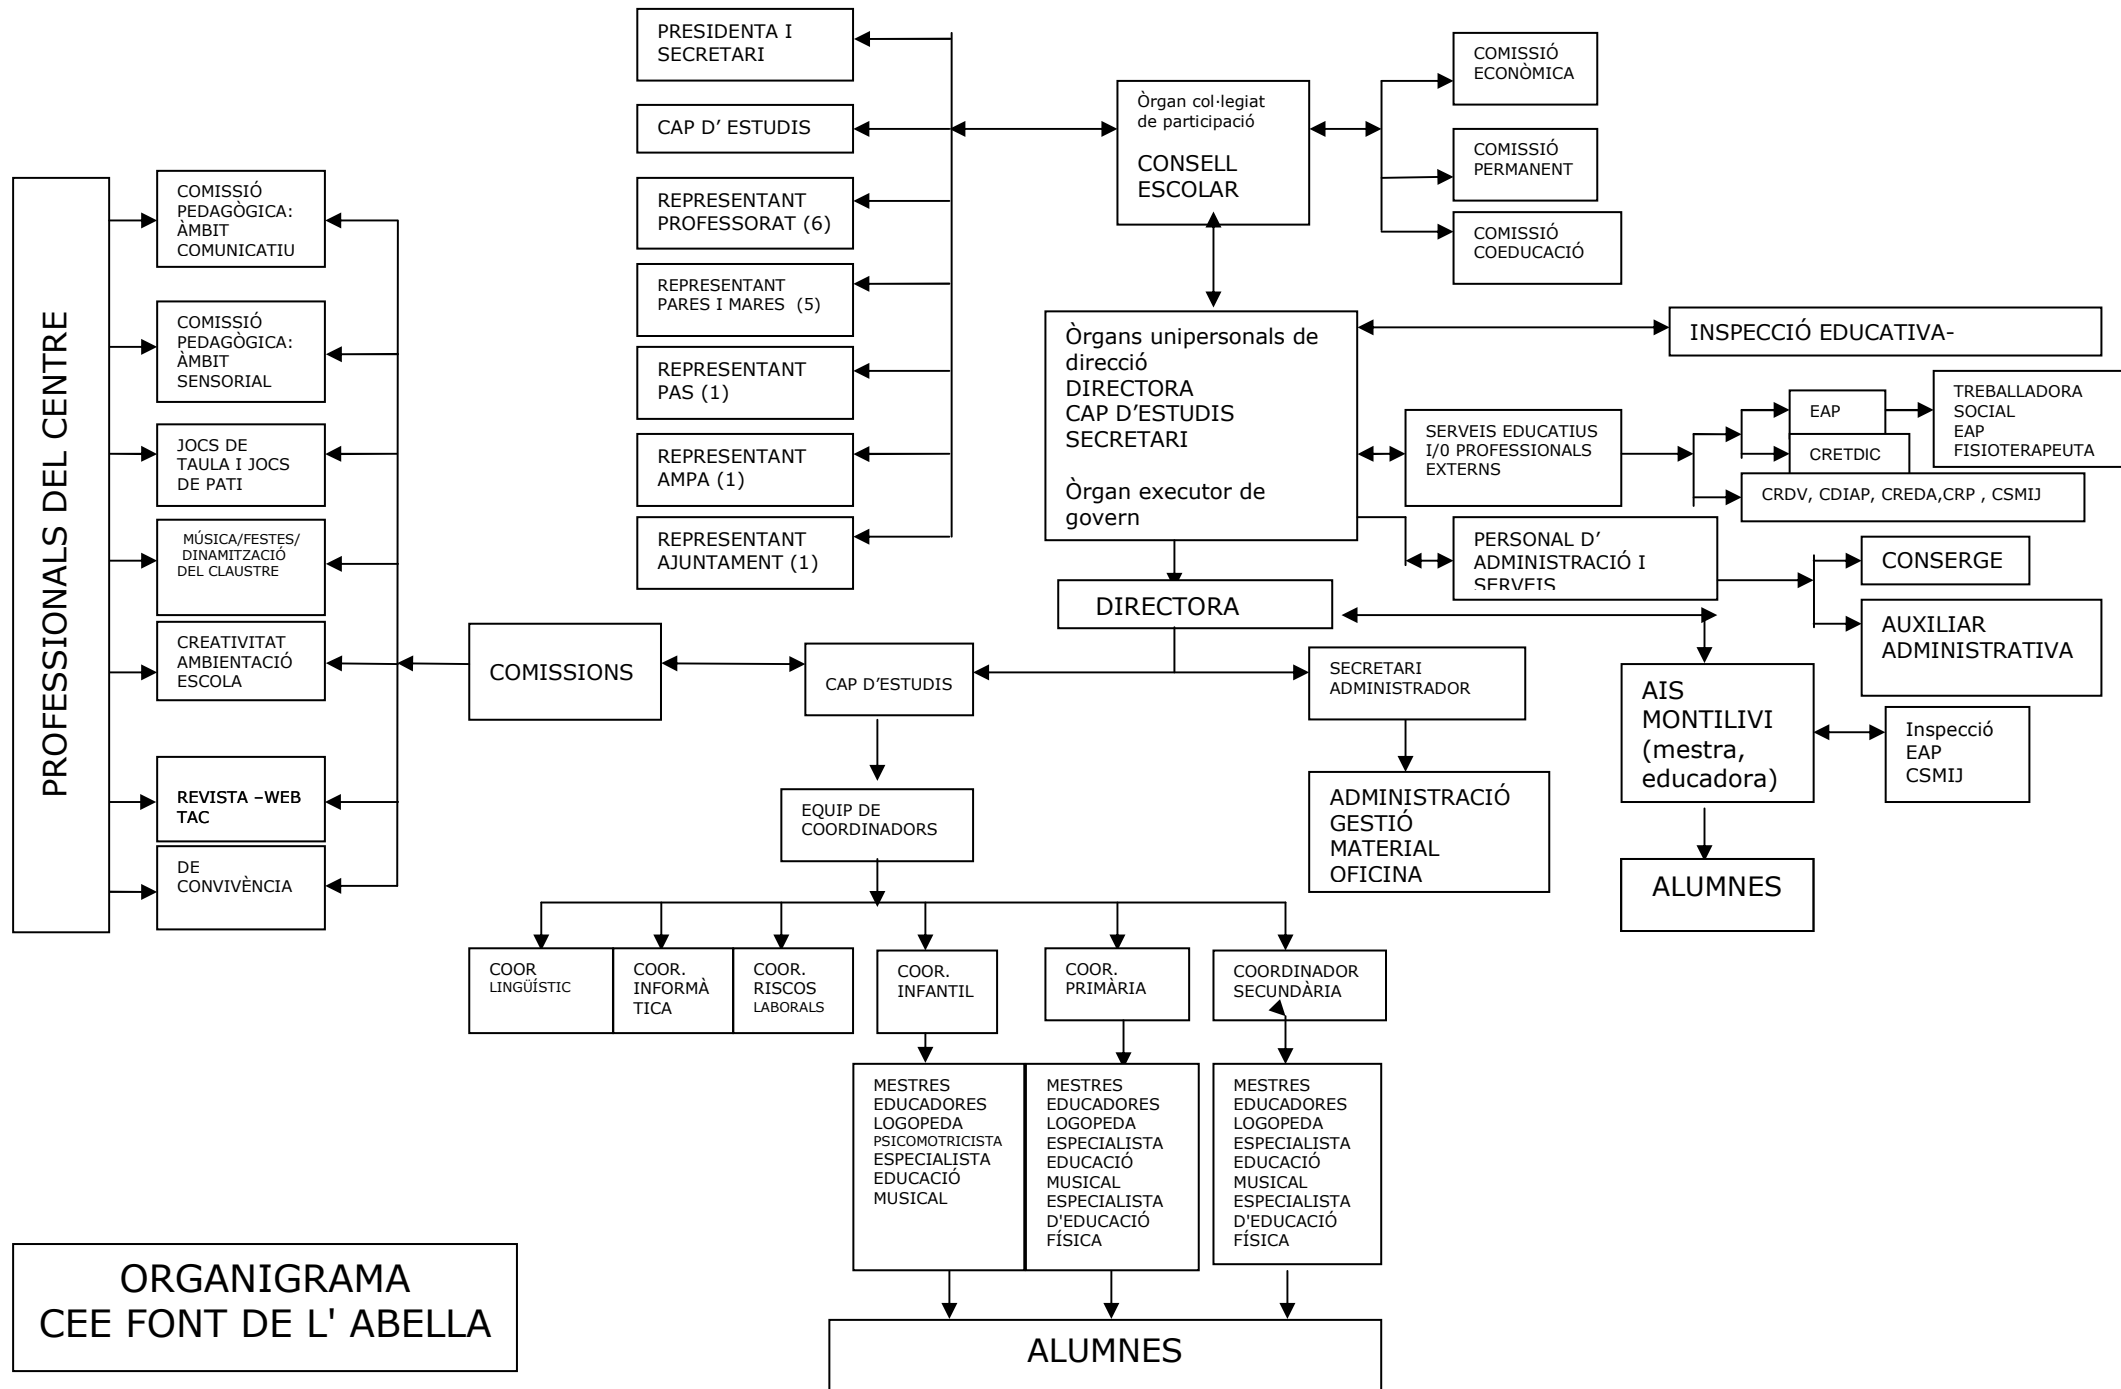 PRESIDENTA I
SECRETARI
CAP D’ ESTUDIS
REPRESENTANT
PROFESSORAT (6)
REPRESENTANT
PARES I MARES (5)
REPRESENTANT
PAS (1)
REPRESENTANT
AMPA (1)
REPRESENTANT
AJUNTAMENT (1)
Òrgan col·legiat
de participació
CONSELL
ESCOLAR
COMISSIÓ
ECONÒMICA
COMISSIÓ
PERMANENT
COMISSIÓ
COEDUCACIÓ
PROFESSIONALS DEL CENTRE
COMISSIÓ
PEDAGÒGICA:
ÀMBIT
COMUNICATIU
COMISSIÓ
PEDAGÒGICA:
ÀMBIT
SENSORIAL
JOCS DE
TAULA I JOCS
DE PATI
MÚSICA/FESTES/
DINAMITZACIÓ
DEL CLAUSTRE
CREATIVITAT
AMBIENTACIÓ
ESCOLA
REVISTA –WEB
TAC
DE
CONVIVÈNCIA
Òrgans unipersonals de
direcció
DIRECTORA
CAP D’ESTUDIS
SECRETARI
Òrgan executor de
govern
INSPECCIÓ EDUCATIVA-
SERVEIS EDUCATIUS
I/0 PROFESSIONALS
EXTERNS
EAP
CRETDIC
TREBALLADORA
SOCIAL
EAP
FISIOTERAPEUTA
CRDV, CDIAP, CREDA,CRP , CSMIJ
PERSONAL D’
ADMINISTRACIÓ I
SERVEIS
CONSERGE
AUXILIAR
ADMINISTRATIVA
DIRECTORA
COMISSIONS
CAP D’ESTUDIS
SECRETARI
ADMINISTRADOR
AIS
MONTILIVI
(mestra,
educadora)
Inspecció
EAP
CSMIJ
ALUMNES
EQUIP DE
COORDINADORS
ADMINISTRACIÓ
GESTIÓ
MATERIAL
OFICINA
COOR
LINGÜÍSTIC
COOR.
INFORMÀ
TICA
COOR.
RISCOS
LABORALS
COOR.
INFANTIL
COOR.
PRIMÀRIA
COORDINADOR
SECUNDÀRIA
MESTRES
EDUCADORES
LOGOPEDA
PSICOMOTRICISTA
ESPECIALISTA
EDUCACIÓ
MUSICAL
MESTRES
EDUCADORES
LOGOPEDA
ESPECIALISTA
EDUCACIÓ
MUSICAL
ESPECIALISTA
D'EDUCACIÓ
FÍSICA
MESTRES
EDUCADORES
LOGOPEDA
ESPECIALISTA
EDUCACIÓ
MUSICAL
ESPECIALISTA
D'EDUCACIÓ
FÍSICA
ORGANIGRAMA
CEE FONT DE L' ABELLA
ALUMNES